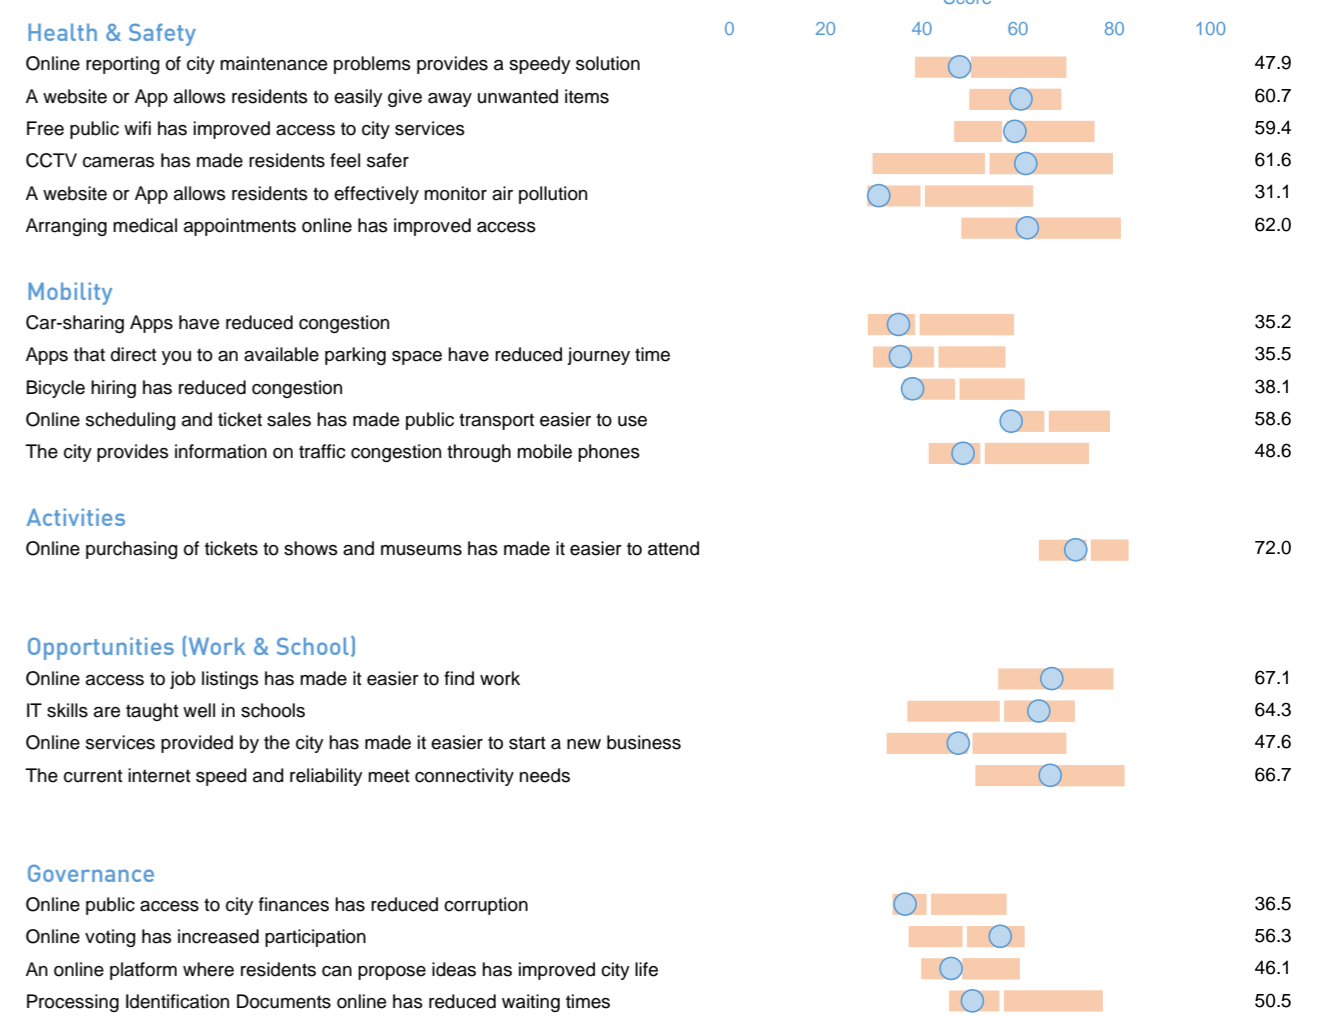 Score
Health & Safety 0 20 40 60 80 100
Online reporting of city maintenance problems provides a speedy solution 47.9
A website or App allows residents to easily give away unwanted items 60.7
Free public wifi has improved access to city services 59.4
CCTV cameras has made residents feel safer 61.6
A website or App allows residents to effectively monitor air pollution 31.1
Arranging medical appointments online has improved access 62.0
Mobility
Car-sharing Apps have reduced congestion 35.2
Apps that direct you to an available parking space have reduced journey time 35.5
Bicycle hiring has reduced congestion 38.1
Online scheduling and ticket sales has made public transport easier to use 58.6
The city provides information on traffic congestion through mobile phones 48.6
Activities
Online purchasing of tickets to shows and museums has made it easier to attend 72.0
Opportunities (Work & School)
Online access to job listings has made it easier to find work 67.1
IT skills are taught well in schools 64.3
Online services provided by the city has made it easier to start a new business 47.6
The current internet speed and reliability meet connectivity needs 66.7
Governance
Online public access to city finances has reduced corruption 36.5
Online voting has increased participation 56.3
An online platform where residents can propose ideas has improved city life 46.1
Processing Identification Documents online has reduced waiting times 50.5